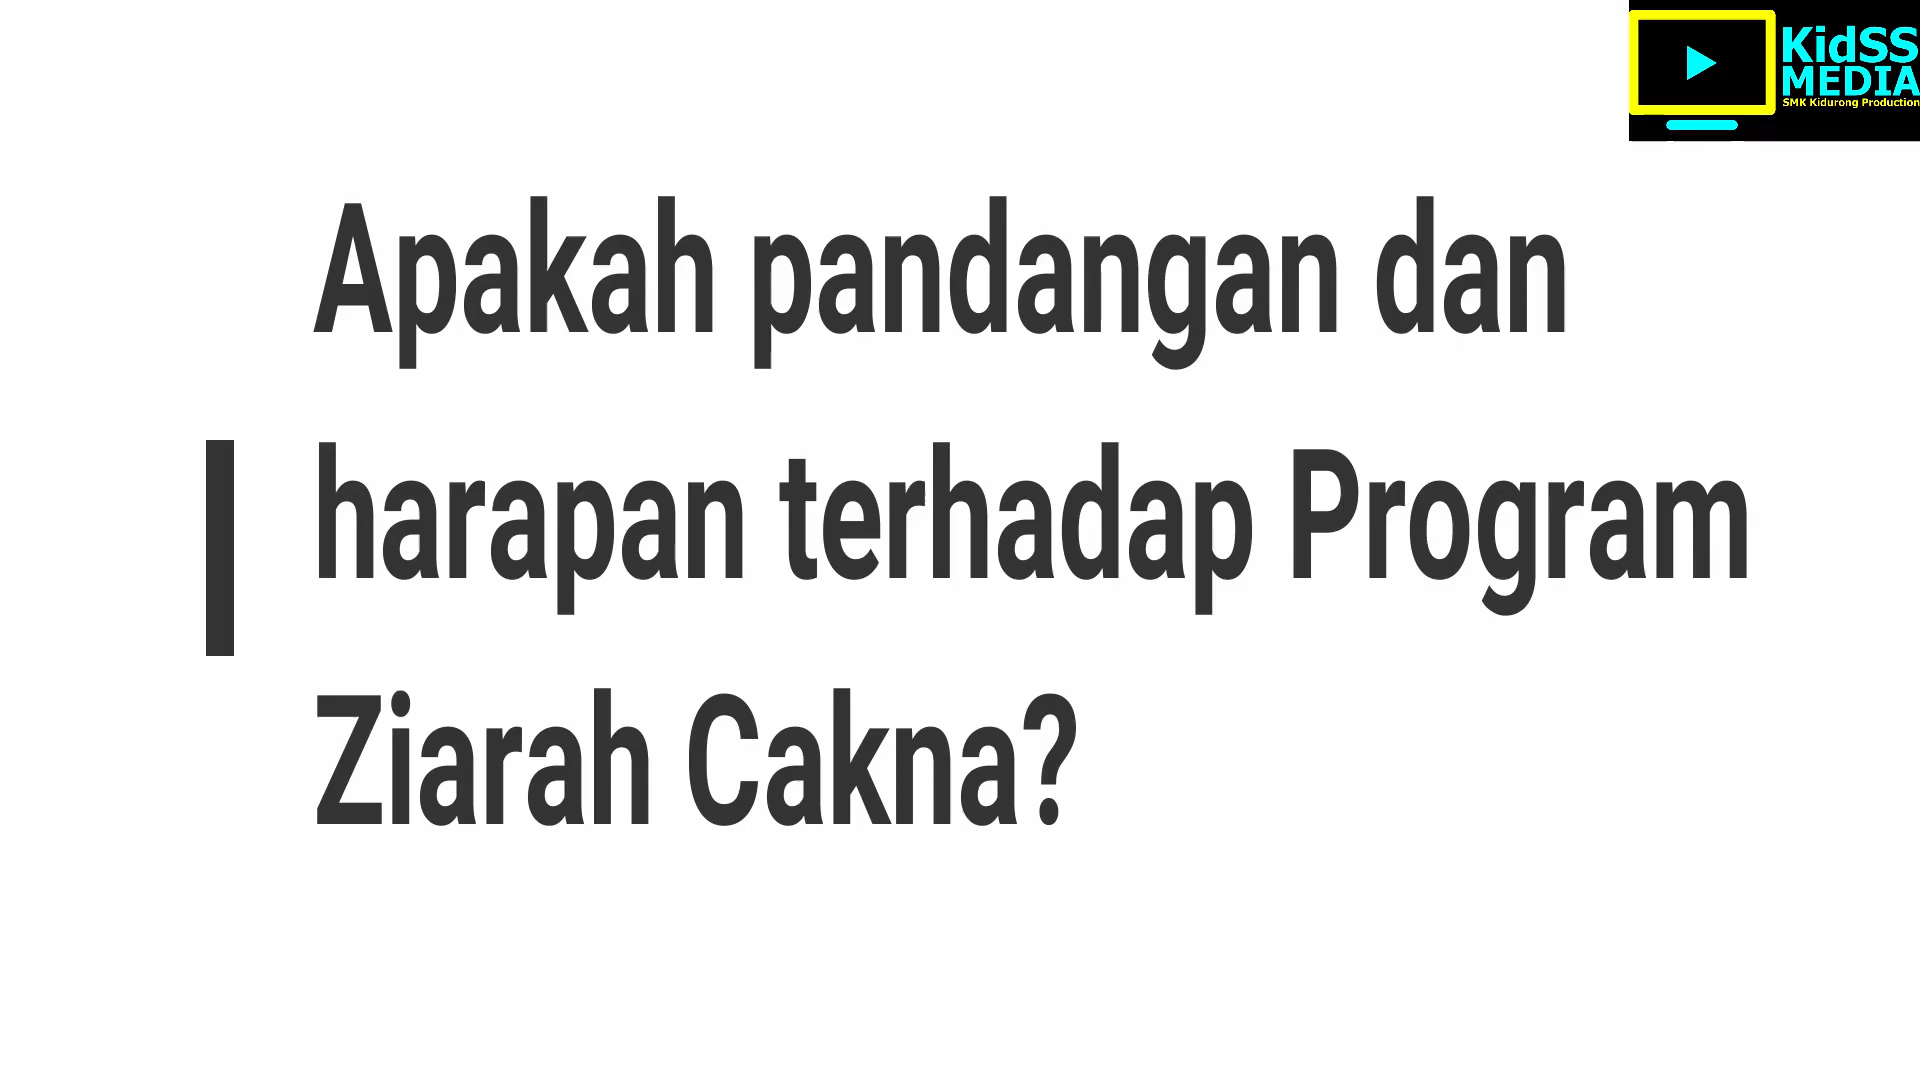 KidSS
MEDIA
SMK Kidurong Production
Apakah pandangan dan
harapan terhadap Program
Ziarah Cakna?